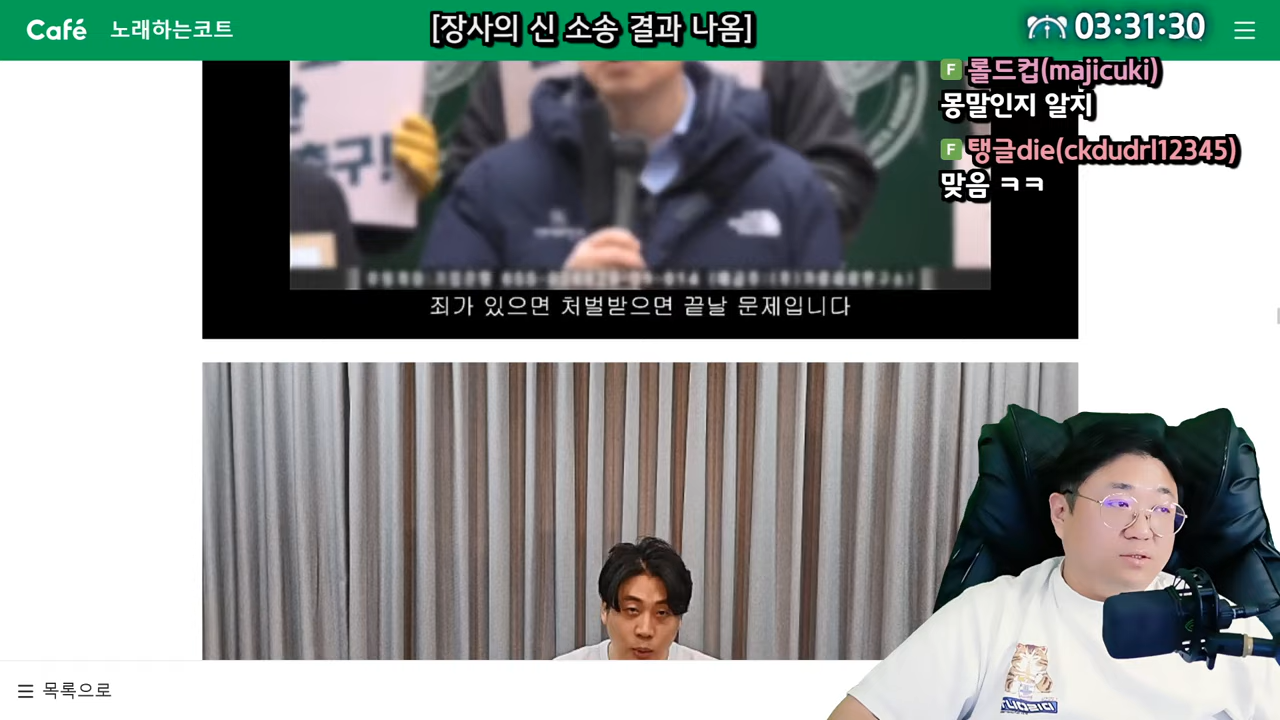 Café 노래하는코트
[장사의 신 소송 결과 나옴]
03:31:30
F 롤드컵(majicuki)
몽말인지 알지
F 탱글die(ckdudrl12345)
맞음 ㅋㅋ
구!
죄가 있으면 처벌받으면 끝날 문제입니다
목록으로